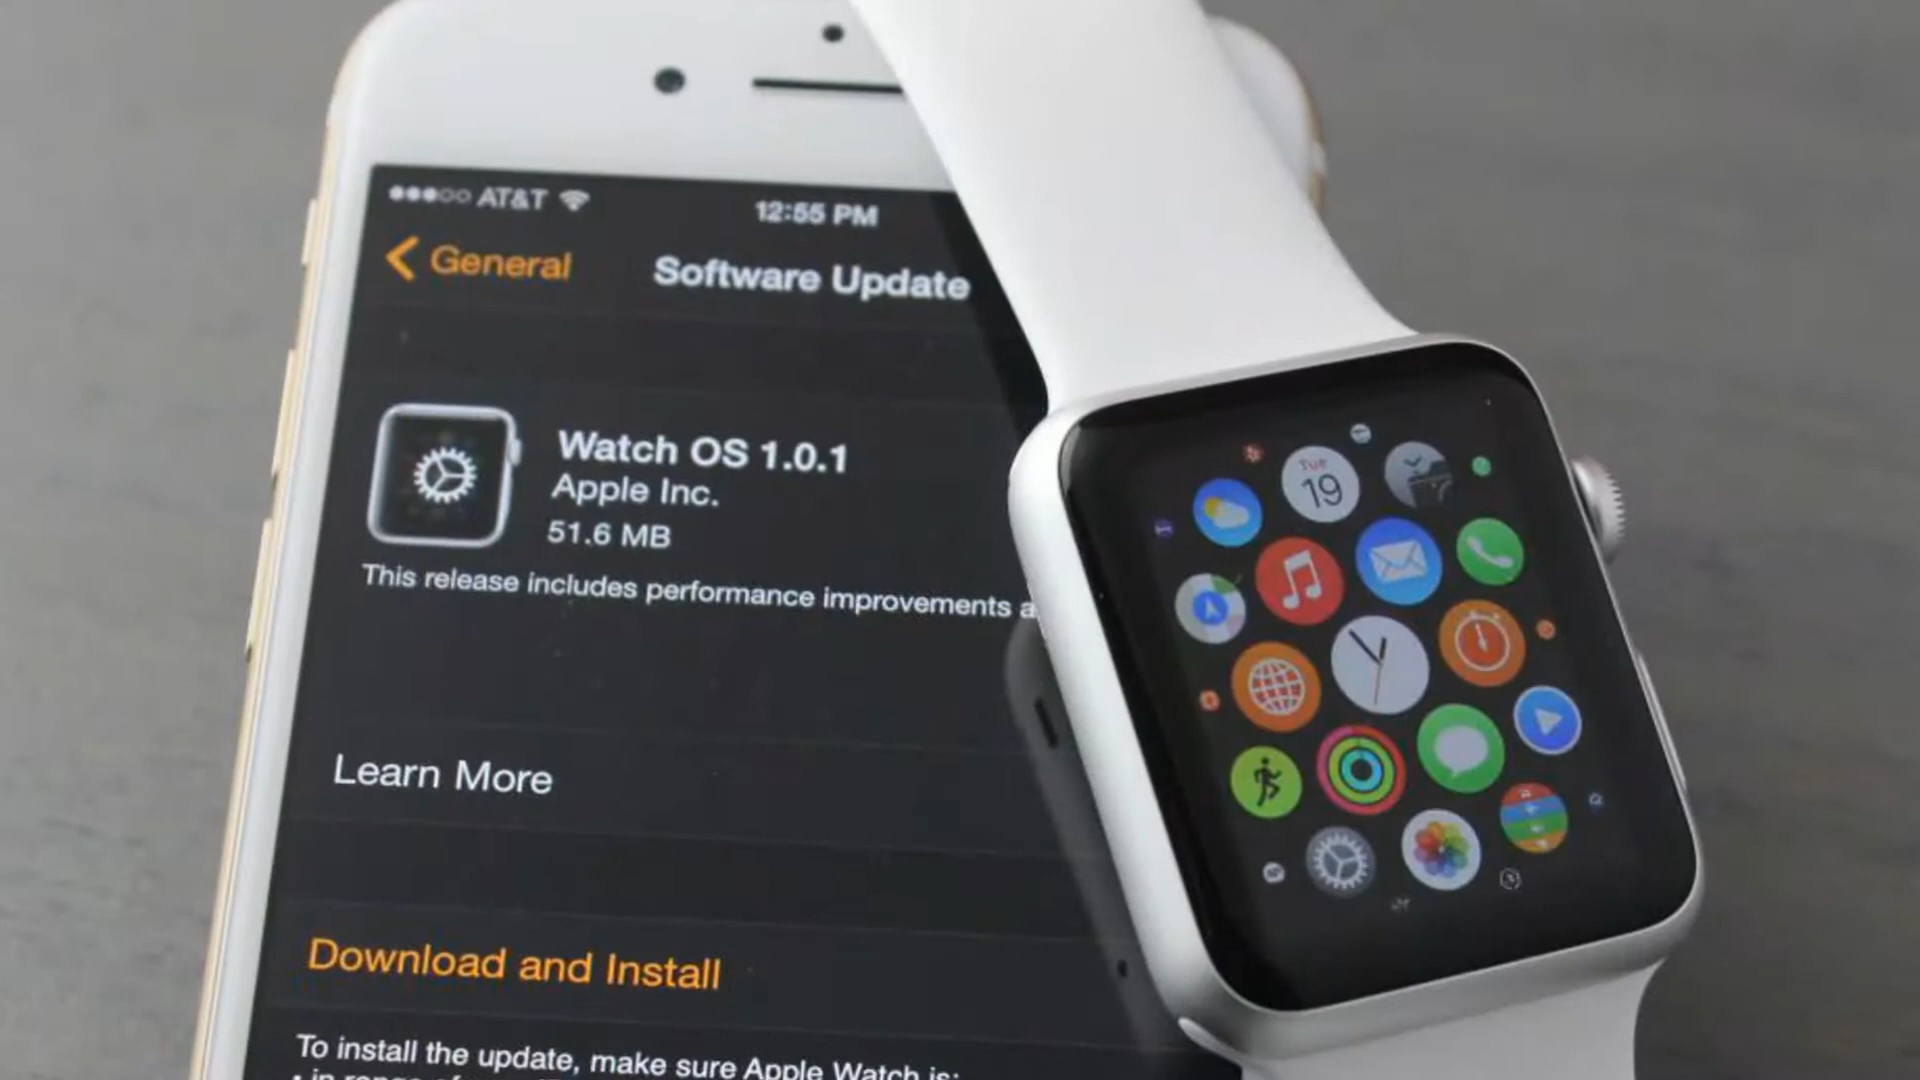 AT&T 12:55 PM
General Software Update
Watch OS 1.0.1
Apple Inc.
51.6 MB
This release includes performance improvements
Learn More
Download and Install
To install the update, make sure Apple Watch is:
Tue
19